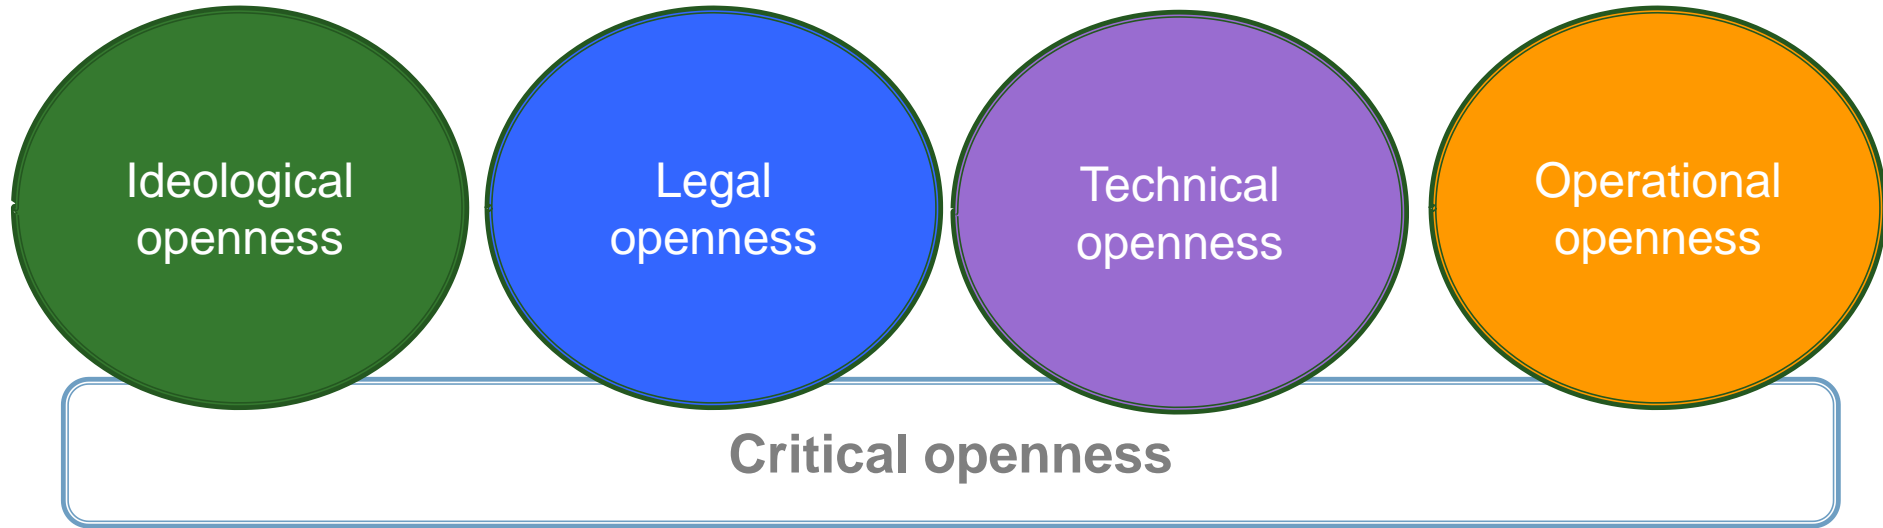 Ideological
openness
Legal
openness
Technical
openness
Operational
openness
Critical openness